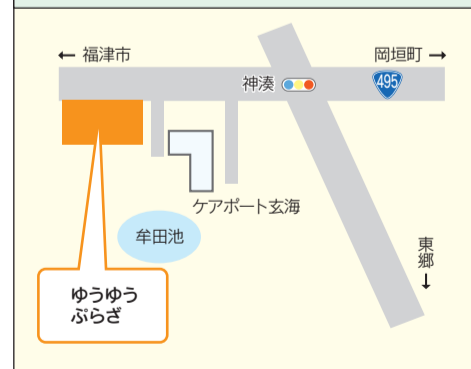 ← 福津市
岡垣町 →
神湊
495
ケアポート玄海
牟田池
東郷
↓
ゆうゆう
ぷらざ